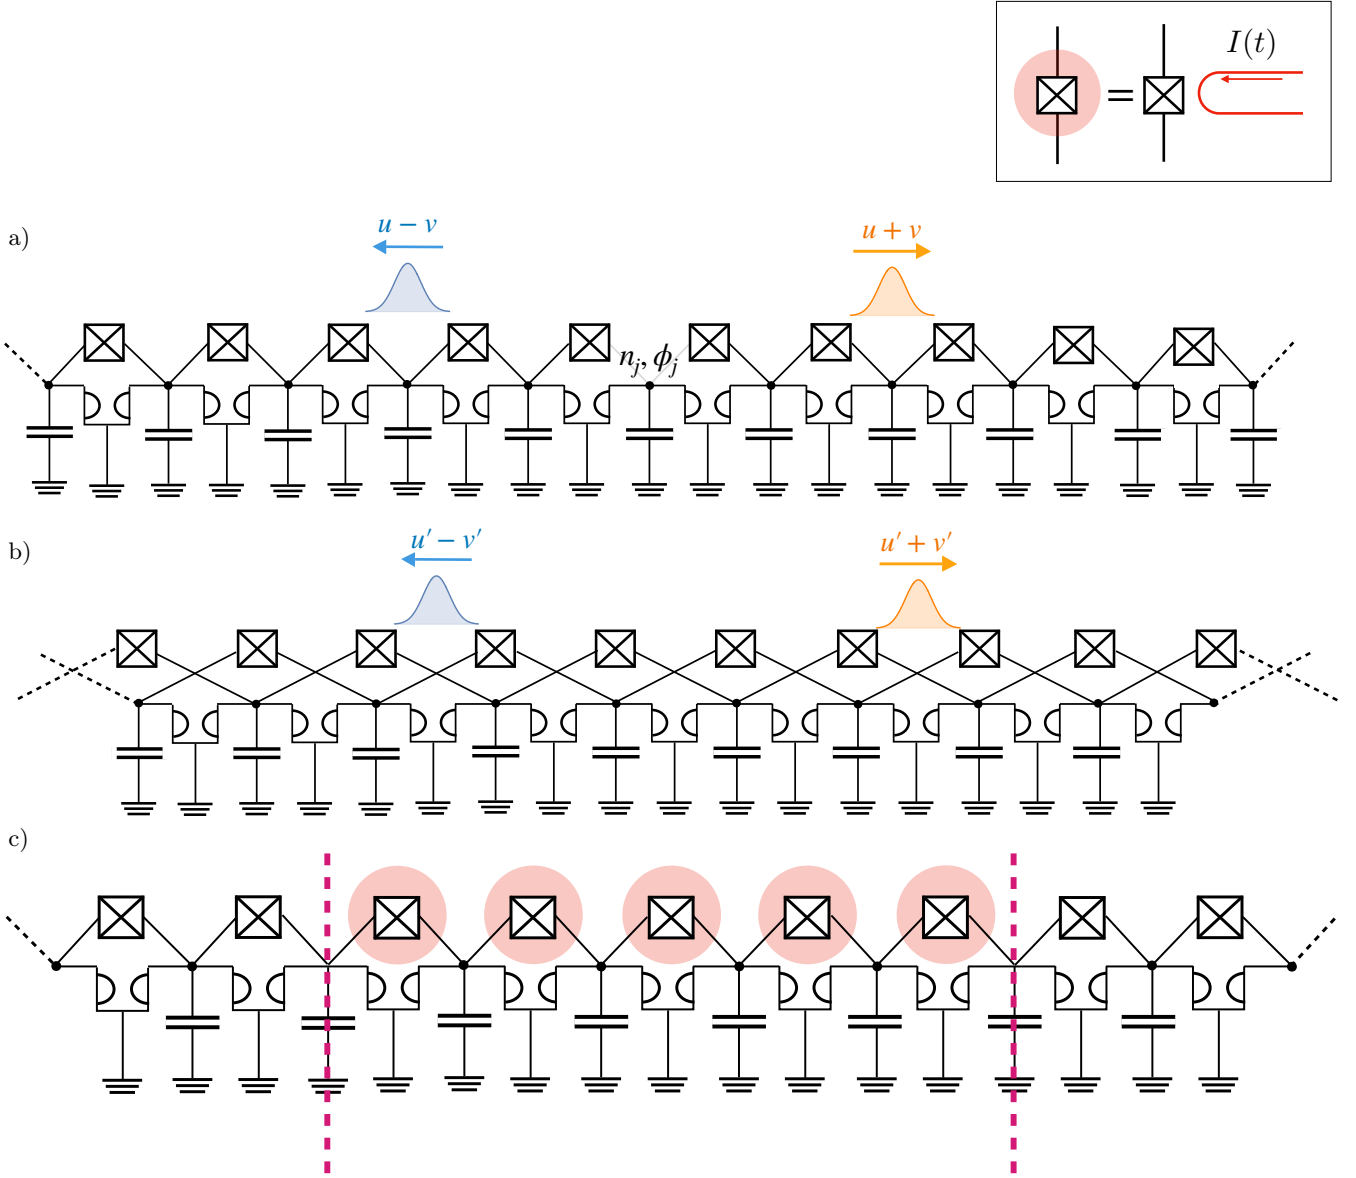 I(t)
=
a)
u − v
u + v
n_j, ϕ_j
b)
u′ − v′
u′ + v′
c)